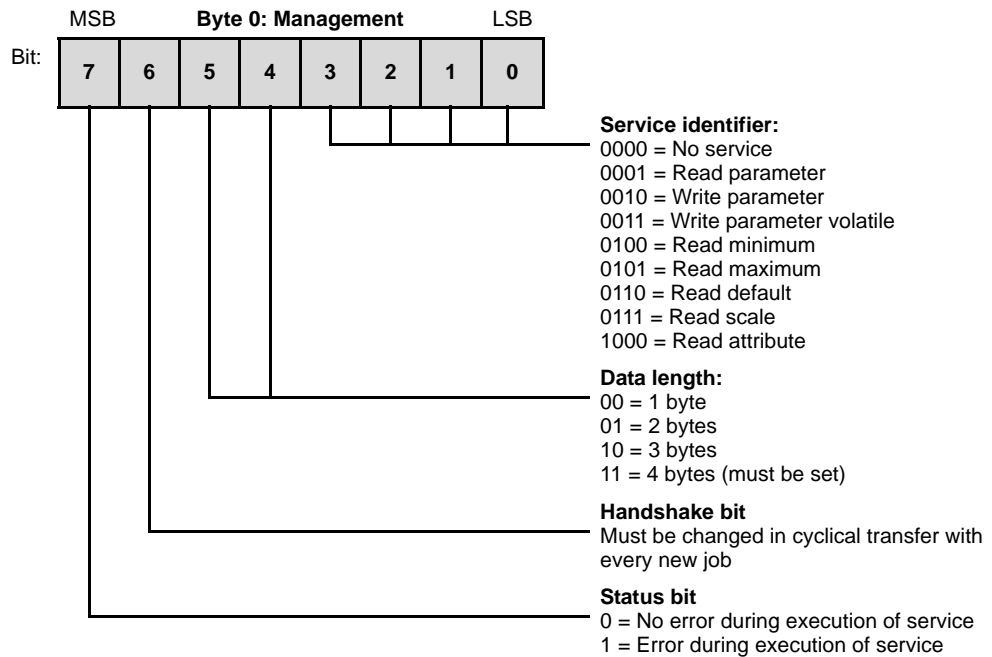 MSB Byte 0: Management LSB
Bit: 7 6 5 4 3 2 1 0
Service identifier:
0000 = No service
0001 = Read parameter
0010 = Write parameter
0011 = Write parameter volatile
0100 = Read minimum
0101 = Read maximum
0110 = Read default
0111 = Read scale
1000 = Read attribute
Data length:
00 = 1 byte
01 = 2 bytes
10 = 3 bytes
11 = 4 bytes (must be set)
Handshake bit
Must be changed in cyclical transfer with
every new job
Status bit
0 = No error during execution of service
1 = Error during execution of service